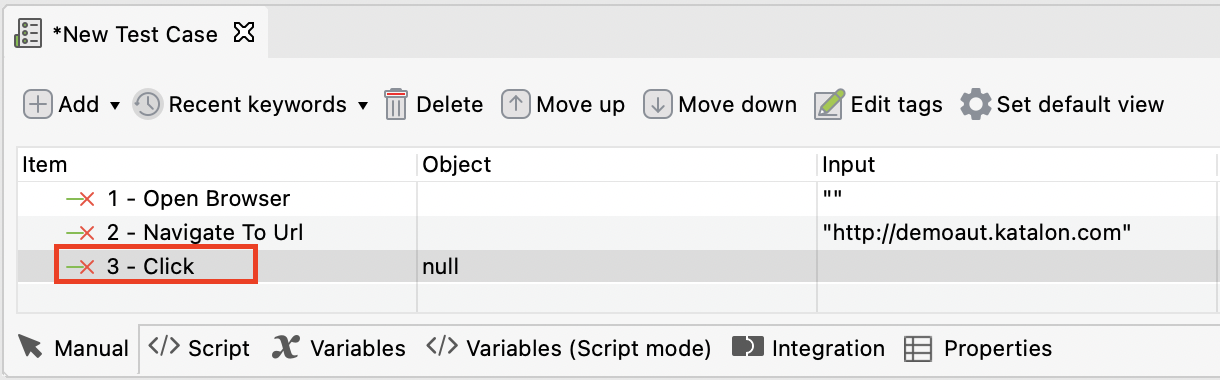 *New Test Case
Add Recent keywords Delete Move up Move down Edit tags Set default view
Item Object Input
1 - Open Browser ""
2 - Navigate To Url "http://demoaut.katalon.com"
3 - Click null
Manual </> Script x Variables </> Variables (Script mode) Integration Properties